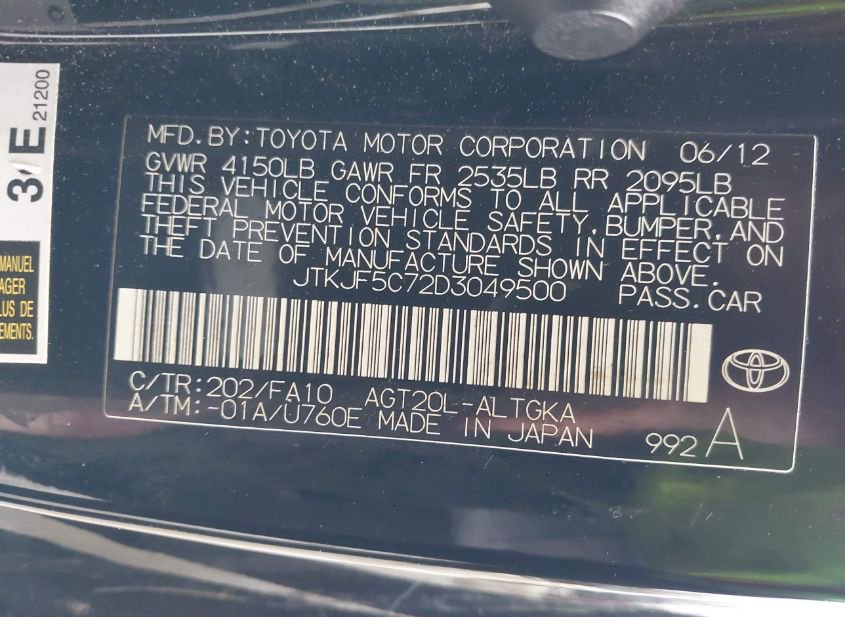 MFD.BY:TOYOTA MOTOR CORPORATION 06/12
GVWR 4150LB GAWR FR 2535LB RR 2095LB
THIS VEHICLE CONFORMS TO ALL APPLICABLE
FEDERAL MOTOR VEHICLE SAFETY,BUMPER,AND
THEFT PREVENTION STANDARDS IN EFFECT ON
THE DATE OF MANUFACTURE SHOWN ABOVE.
JTKJF5C72D3049500 PASS.CAR
C/TR:202/FA10 AGT20L-ALTGKA
A/TM:-01A/U760E MADE IN JAPAN
992 A
21200
MANUEL
LUS DE
EMENTS.